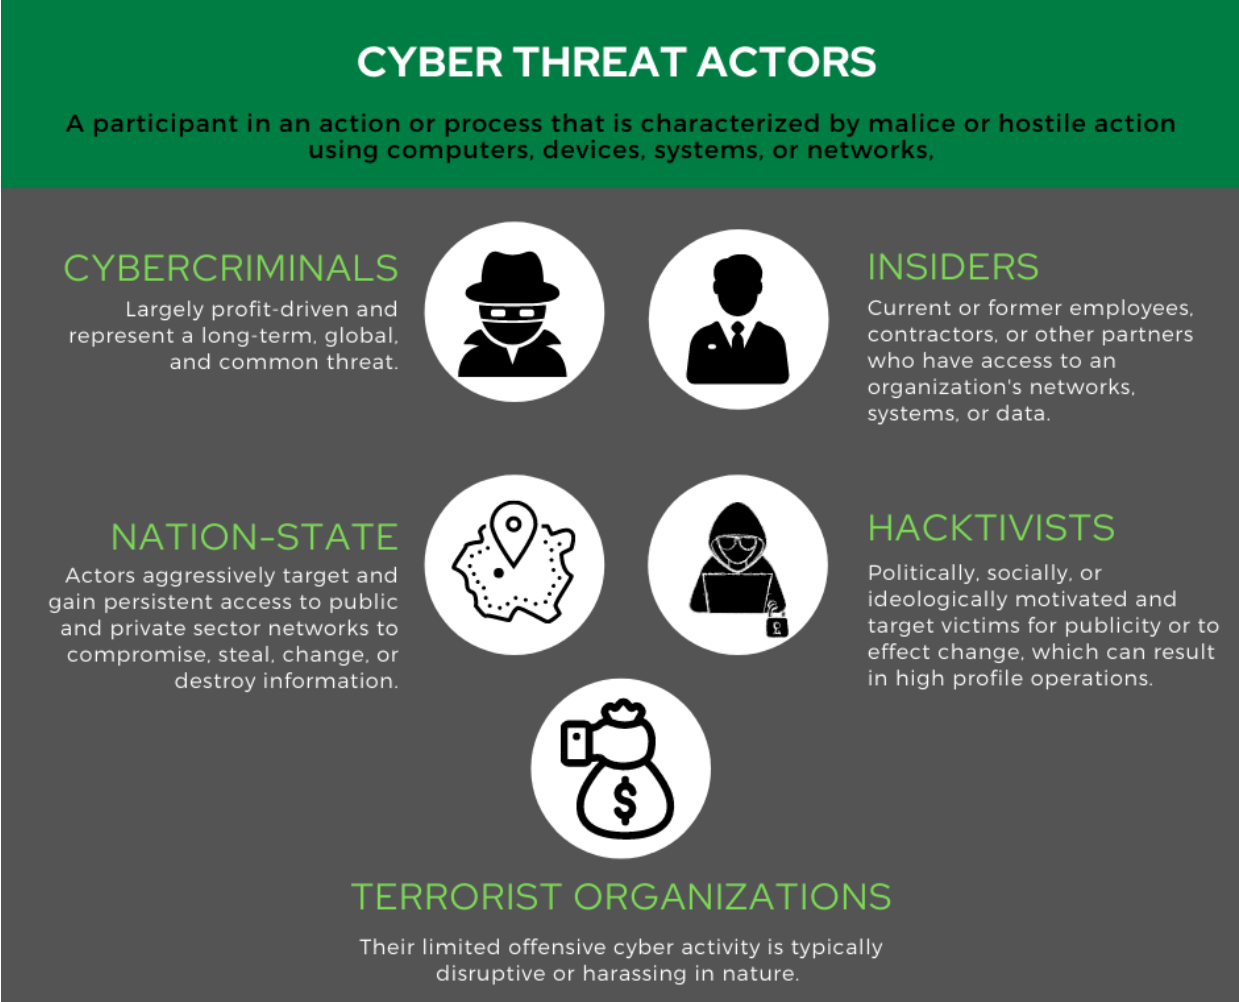 CYBER THREAT ACTORS
A participant in an action or process that is characterized by malice or hostile action
using computers, devices, systems, or networks,
CYBERCRIMINALS
Largely profit-driven and
represent a long-term, global,
and common threat.
INSIDERS
Current or former employees,
contractors, or other partners
who have access to an
organization's networks,
systems, or data.
NATION-STATE
Actors aggressively target and
gain persistent access to public
and private sector networks to
compromise, steal, change, or
destroy information.
HACKTIVISTS
Politically, socially, or
ideologically motivated and
target victims for publicity or to
effect change, which can result
in high profile operations.
$
TERRORIST ORGANIZATIONS
Their limited offensive cyber activity is typically
disruptive or harassing in nature.